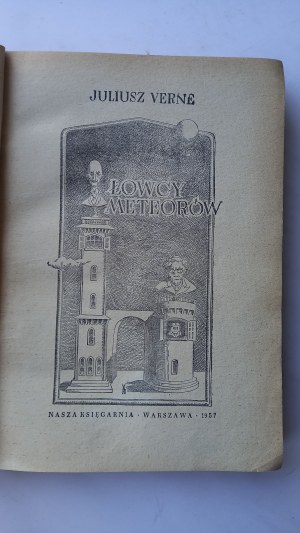 JULIUSZ VERNE
ŁOWCY
METEORÓW
NASZA KSIĘGARNIA · WARSZAWA · 1957